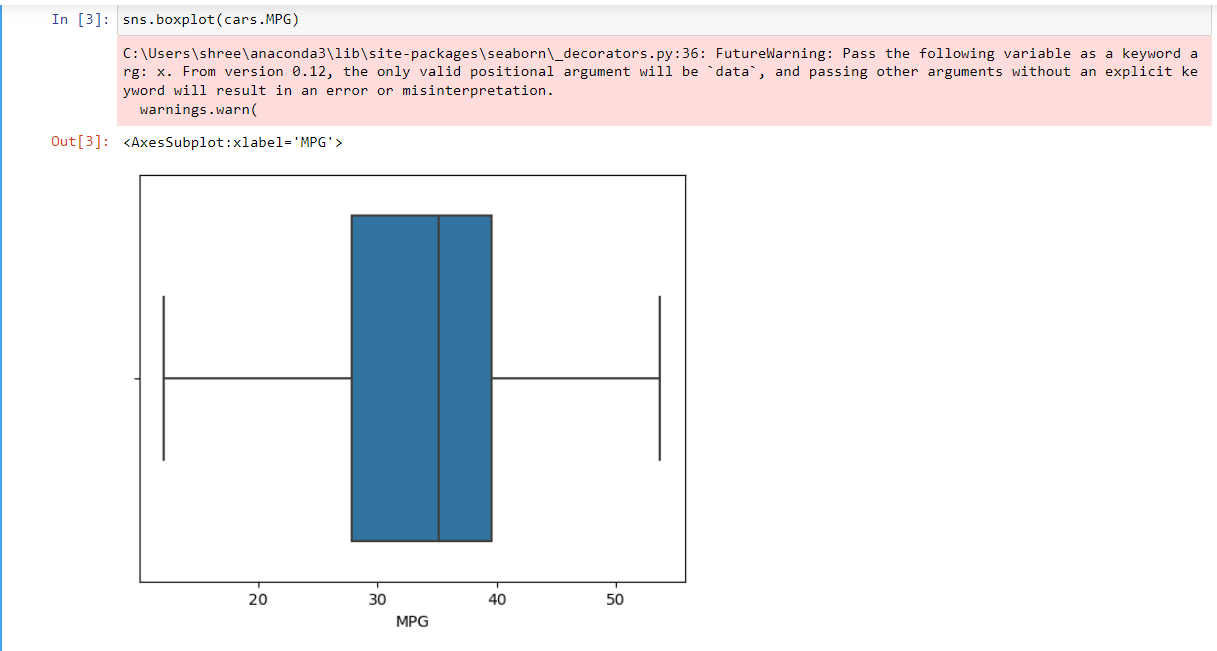 In [3]: sns.boxplot(cars.MPG)
C:\Users\shree\anaconda3\lib\site-packages\seaborn\_decorators.py:36: FutureWarning: Pass the following variable as a keyword a
rg: x. From version 0.12, the only valid positional argument will be `data`, and passing other arguments without an explicit ke
yword will result in an error or misinterpretation.
  warnings.warn(
Out[3]: <AxesSubplot:xlabel='MPG'>
20 30 40 50
MPG